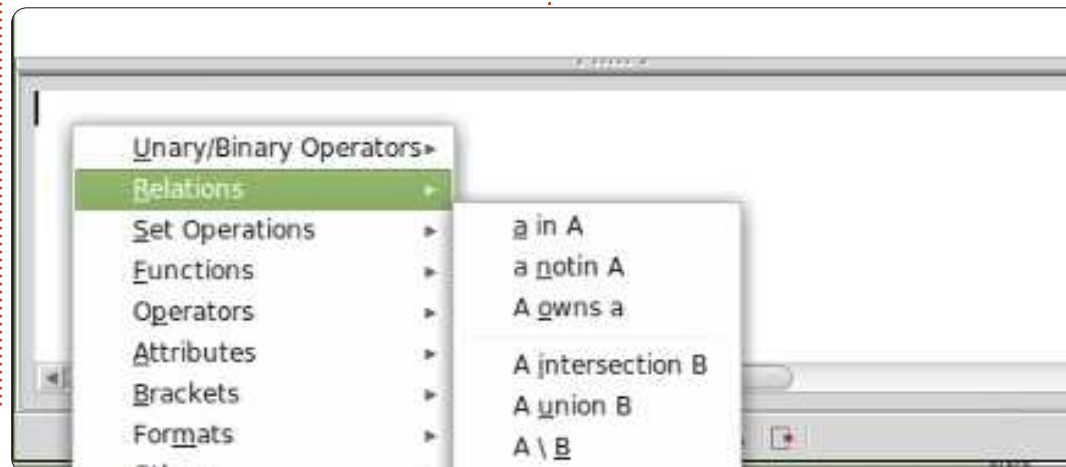 Unary/Binary Operators
Relations
Set Operations
Functions
Operators
Attributes
Brackets
Formats
a in A
a notin A
A owns a
A intersection B
A union B
A \ B